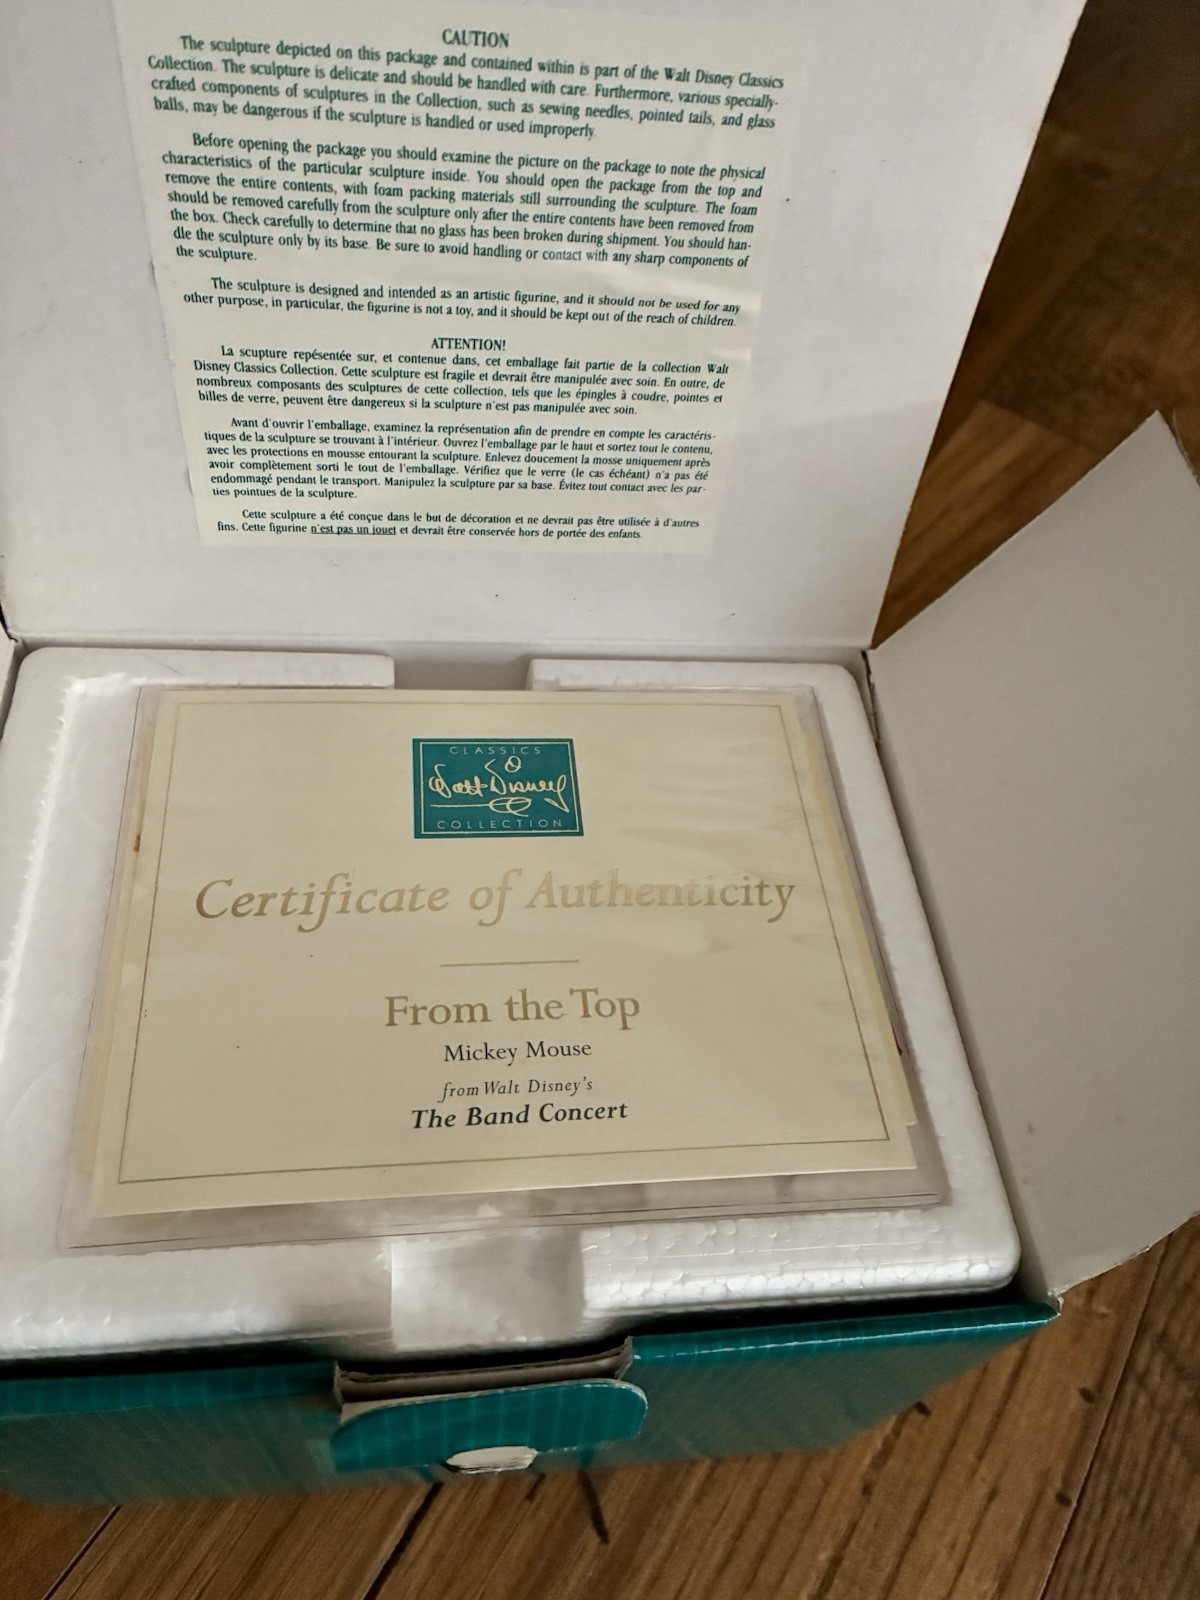 CAUTION
The sculpture depicted on this package and contained within is part of the Walt Disney Classics
Collection. The sculpture is delicate and should be handled with care. Furthermore, various specially-
crafted components of sculptures in the Collection, such as sewing needles, pointed tails, and glass
balls, may be dangerous if the sculpture is handled or used improperly.
Before opening the package you should examine the picture on the package to note the physical
characteristics of the particular sculpture inside. You should open the package from the top and
remove the entire contents, with foam packing materials still surrounding the sculpture. The foam
should be removed carefully from the sculpture only after the entire contents have been removed from
the box. Check carefully to determine that no glass has been broken during shipment. You should han-
dle the sculpture only by its base. Be sure to avoid handling or contact with any sharp components of
the sculpture.
The sculpture is designed and intended as an artistic figurine, and it should not be used for any
other purpose, in particular, the figurine is not a toy, and it should be kept out of the reach of children.
ATTENTION!
La scupture repésentée sur, et contenue dans, cet emballage fait partie de la collection Walt
Disney Classics Collection. Cette sculpture est fragile et devrait être manipulée avec soin. En outre, de
nombreux composants des sculptures de cette collection, tels que les épingles à coudre, pointes et
billes de verre, peuvent être dangereux si la sculpture n'est pas manipulée avec soin.
Avant d'ouvrir l'emballage, examinez la représentation afin de prendre en compte les caractéris-
tiques de la sculpture se trouvant à l'intérieur. Ouvrez l'emballage par le haut et sortez tout le contenu,
avec les protections en mousse entourant la sculpture. Enlevez doucement la mosse uniquement après
avoir complètement sorti le tout de l'emballage. Vérifiez que le verre (le cas échéant) n'a pas été
endommagé pendant le transport. Manipulez la sculpture par sa base. Évitez tout contact avec les par-
ties pointues de la sculpture.
Cette sculpture a été conçue dans le but de décoration et ne devrait pas être utilisée à d'autres
fins. Cette figurine n'est pas un jouet et devrait être conservée hors de portée des enfants.
CLASSICS
Walt Disney
COLLECTION
Certificate of Authenticity
From the Top
Mickey Mouse
from Walt Disney's
The Band Concert